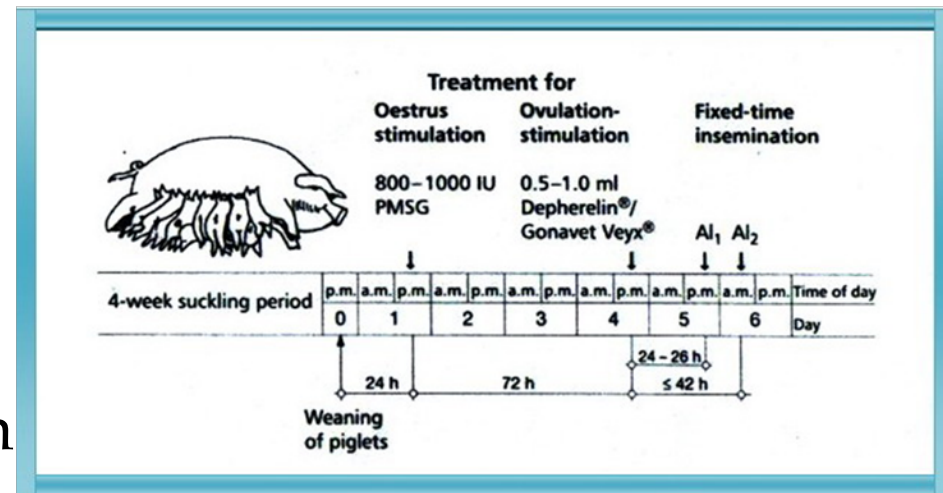 Treatment for
Oestrus stimulation
Ovulation-stimulation
Fixed-time insemination
800–1000 IU PMSG
0.5–1.0 ml Depherelin®/ Gonavet Veyx®
AI₁ AI₂
4-week suckling period
p.m. a.m. p.m. a.m. p.m. a.m. p.m. a.m. p.m. a.m. p.m. a.m. p.m. Time of day
0 1 2 3 4 5 6 Day
24 – 26 h
24 h 72 h ≤ 42 h
Weaning of piglets